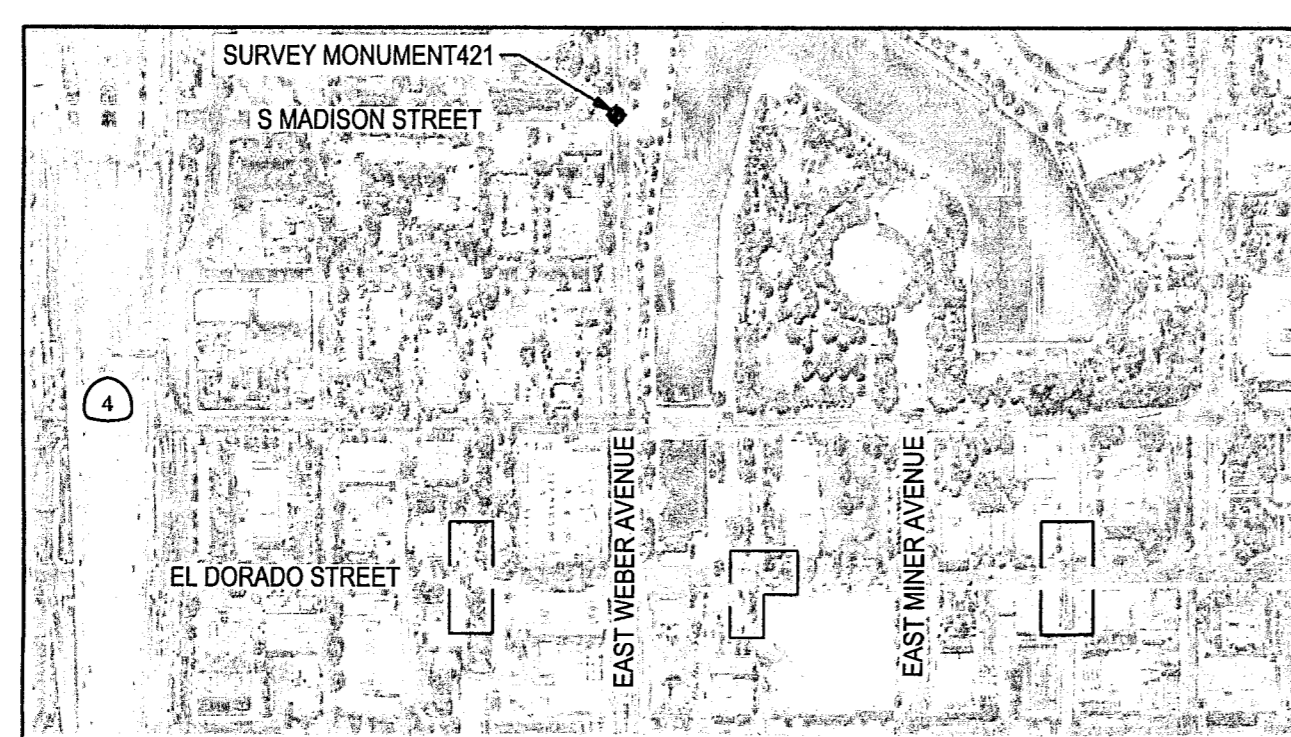 SURVEY MONUMENT421
S MADISON STREET
4
EAST WEBER AVENUE
EAST MINER AVENUE
EL DORADO STREET